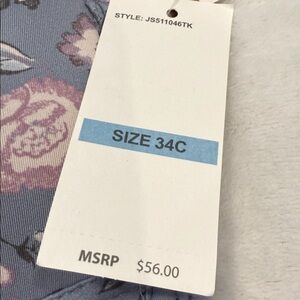 STYLE: JS511046TK
SIZE 34C
MSRP $56.00